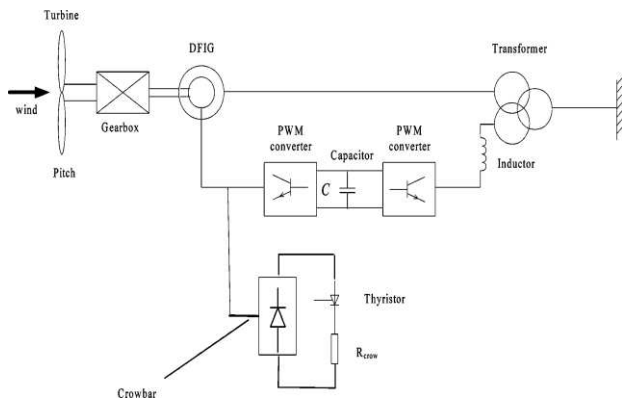 Turbine
DFIG
Transformer
wind
Gearbox
PWM
converter
Capacitor
PWM
converter
C
Inductor
Pitch
Thyristor
Rcrow
Crowbar